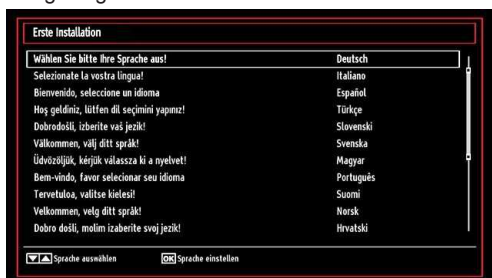 Erste Installation
Wählen Sie bitte Ihre Sprache aus! Deutsch
Selezionate la vostra lingua! Italiano
Bienvenido, seleccione un idioma Español
Hoş geldiniz, lütfen dil seçimini yapınız! Türkçe
Dobrodošli, izberite vaš jezik! Slovenski
Välkommen, välj ditt språk! Svenska
Üdvözöljük, kérjük válassza ki a nyelvet! Magyar
Bem-vindo, favor selecionar seu idioma Português
Tervetuloa, valitse kielesi! Suomi
Velkommen, velg ditt språk! Norsk
Dobro došli, molim izaberite svoj jezik! Hrvatski
Sprache auswählen OK Sprache einstellen